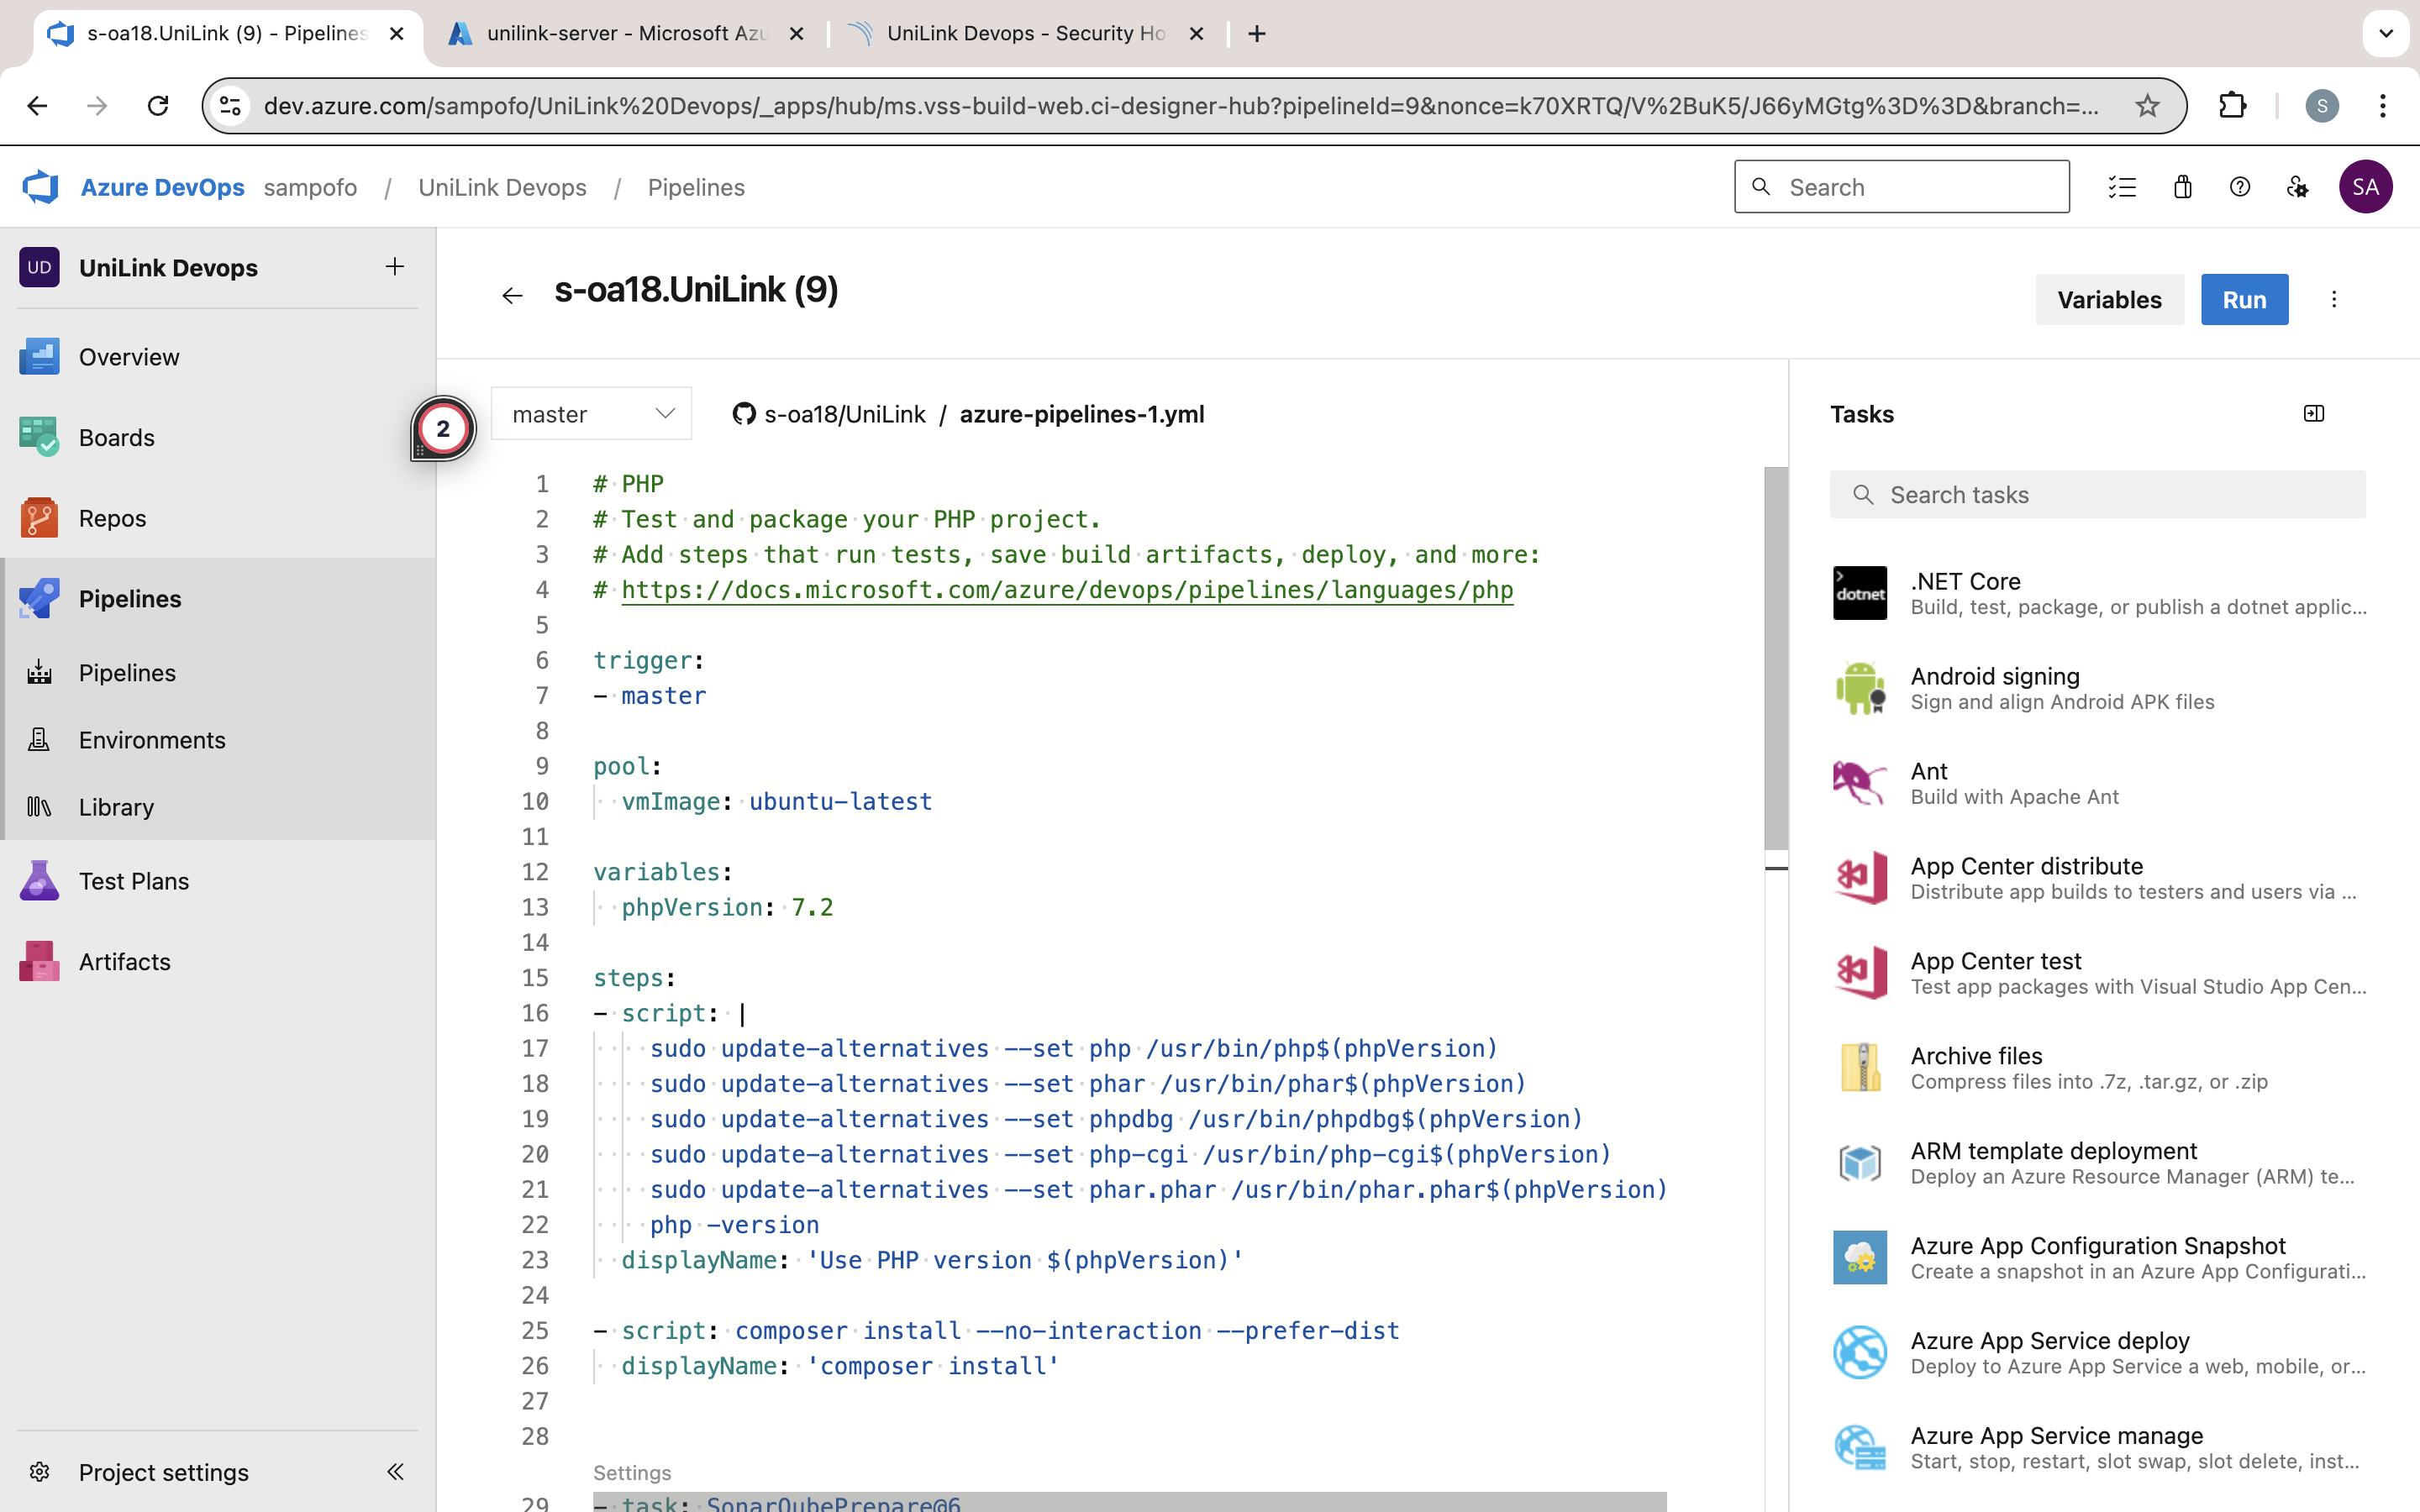 s-oa18.UniLink (9) - Pipelines
unilink-server - Microsoft Azu
UniLink Devops - Security Ho
dev.azure.com/sampofo/UniLink%20Devops/_apps/hub/ms.vss-build-web.ci-designer-hub?pipelineId=9&nonce=k70XRTQ/V%2BuK5/J66yMGtg%3D%3D&branch=...
S
Azure DevOps sampofo / UniLink Devops / Pipelines
Search
SA
UD UniLink Devops
Overview
Boards
Repos
Pipelines
Pipelines
Environments
Library
Test Plans
Artifacts
Project settings
2
s-oa18.UniLink (9)
Variables
Run
master
s-oa18/UniLink / azure-pipelines-1.yml
1 # PHP
2 # Test and package your PHP project.
3 # Add steps that run tests, save build artifacts, deploy, and more:
4 # https://docs.microsoft.com/azure/devops/pipelines/languages/php
5
6 trigger:
7 - master
8
9 pool:
10 vmImage: ubuntu-latest
11
12 variables:
13 phpVersion: 7.2
14
15 steps:
16 - script: |
17 sudo update-alternatives --set php /usr/bin/php$(phpVersion)
18 sudo update-alternatives --set phar /usr/bin/phar$(phpVersion)
19 sudo update-alternatives --set phpdbg /usr/bin/phpdbg$(phpVersion)
20 sudo update-alternatives --set php-cgi /usr/bin/php-cgi$(phpVersion)
21 sudo update-alternatives --set phar.phar /usr/bin/phar.phar$(phpVersion)
22 php -version
23 displayName: 'Use PHP version $(phpVersion)'
24
25 - script: composer install --no-interaction --prefer-dist
26 displayName: 'composer install'
27
28
Settings
29 - task: SonarQubePrepare@6
Tasks
Search tasks
dotnet
.NET Core
Build, test, package, or publish a dotnet applic...
Android signing
Sign and align Android APK files
Ant
Build with Apache Ant
App Center distribute
Distribute app builds to testers and users via ...
App Center test
Test app packages with Visual Studio App Cen...
Archive files
Compress files into .7z, .tar.gz, or .zip
ARM template deployment
Deploy an Azure Resource Manager (ARM) te...
Azure App Configuration Snapshot
Create a snapshot in an Azure App Configurati...
Azure App Service deploy
Deploy to Azure App Service a web, mobile, or...
Azure App Service manage
Start, stop, restart, slot swap, slot delete, inst...